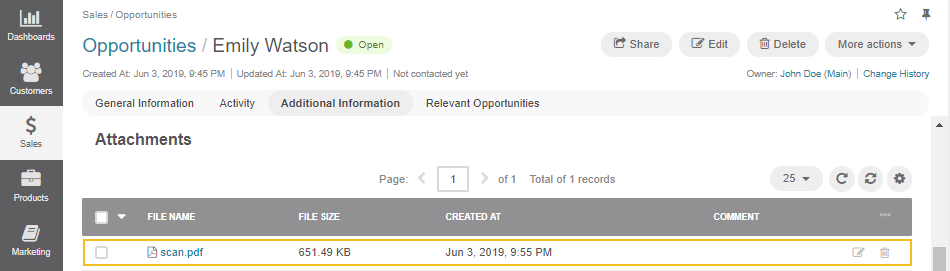 Sales / Opportunities
Dashboards
Opportunities / Emily Watson Open Share Edit Delete More actions
Created At: Jun 3, 2019, 9:45 PM | Updated At: Jun 3, 2019, 9:45 PM | Not contacted yet Owner: John Doe (Main) | Change History
Customers
General Information Activity Additional Information Relevant Opportunities
Sales
Attachments
Page: 1 of 1 Total of 1 records 25
Products
FILE NAME FILE SIZE CREATED AT COMMENT
Marketing
scan.pdf 651.49 KB Jun 3, 2019, 9:55 PM